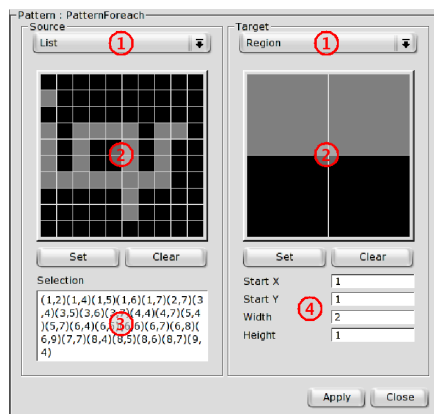 Pattern : PatternForeach
Source
Target
List
1
Region
1
2
2
Set
Clear
Set
Clear
Selection
(1,2)(1,4)(1,5)(1,6)(1,7)(2,7)(3
,4)(3,5)(3,6)(3,7)(4,4)(4,7)(5,4
)(5,7)(6,4)(6,5)(6,6)(6,7)(6,8)(
6,9)(7,7)(8,4)(8,5)(8,6)(8,7)(9,
4)
3
Start X
1
Start Y
1
Width
2
Height
1
4
Apply
Close